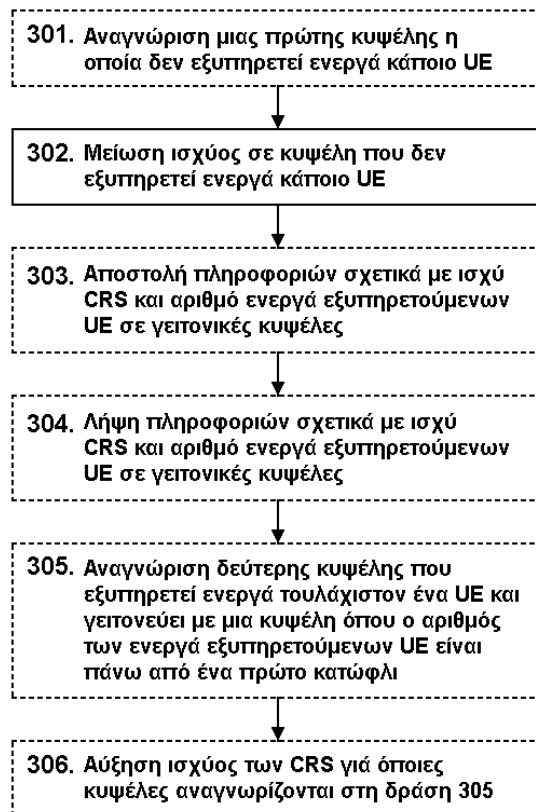 301. Αναγνώριση μιας πρώτης κυψέλης η
οποία δεν εξυπηρετεί ενεργά κάποιο UE
302. Μείωση ισχύος σε κυψέλη που δεν
εξυπηρετεί ενεργά κάποιο UE
303. Αποστολή πληροφοριών σχετικά με ισχύ
CRS και αριθμό ενεργά εξυπηρετούμενων
UE σε γειτονικές κυψέλες
304. Λήψη πληροφοριών σχετικά με ισχύ
CRS και αριθμό ενεργά εξυπηρετούμενων
UE σε γειτονικές κυψέλες
305. Αναγνώριση δεύτερης κυψέλης που
εξυπηρετεί ενεργά τουλάχιστον ένα UE και
γειτονεύει με μια κυψέλη όπου ο αριθμός
των ενεργά εξυπηρετούμενων UE είναι
πάνω από ένα πρώτο κατώφλι
306. Αύξηση ισχύος των CRS γιά όποιες
κυψέλες αναγνωρίζονται στη δράση 305